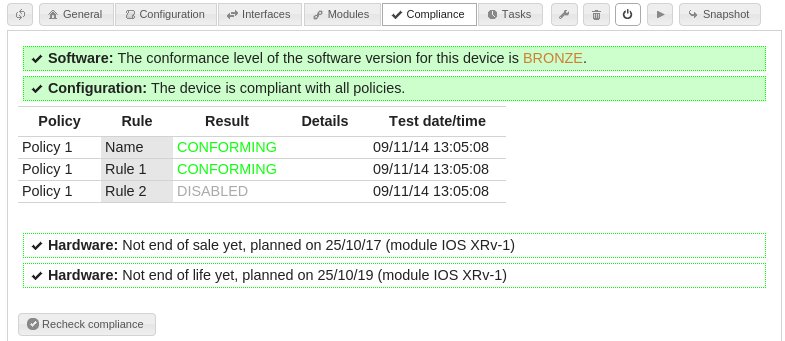 General Configuration Interfaces Modules Compliance Tasks Snapshot
Software: The conformance level of the software version for this device is BRONZE.
Configuration: The device is compliant with all policies.
Policy Rule Result Details Test date/time
Policy 1 Name CONFORMING 09/11/14 13:05:08
Policy 1 Rule 1 CONFORMING 09/11/14 13:05:08
Policy 1 Rule 2 DISABLED 09/11/14 13:05:08
Hardware: Not end of sale yet, planned on 25/10/17 (module IOS XRv-1)
Hardware: Not end of life yet, planned on 25/10/19 (module IOS XRv-1)
Recheck compliance